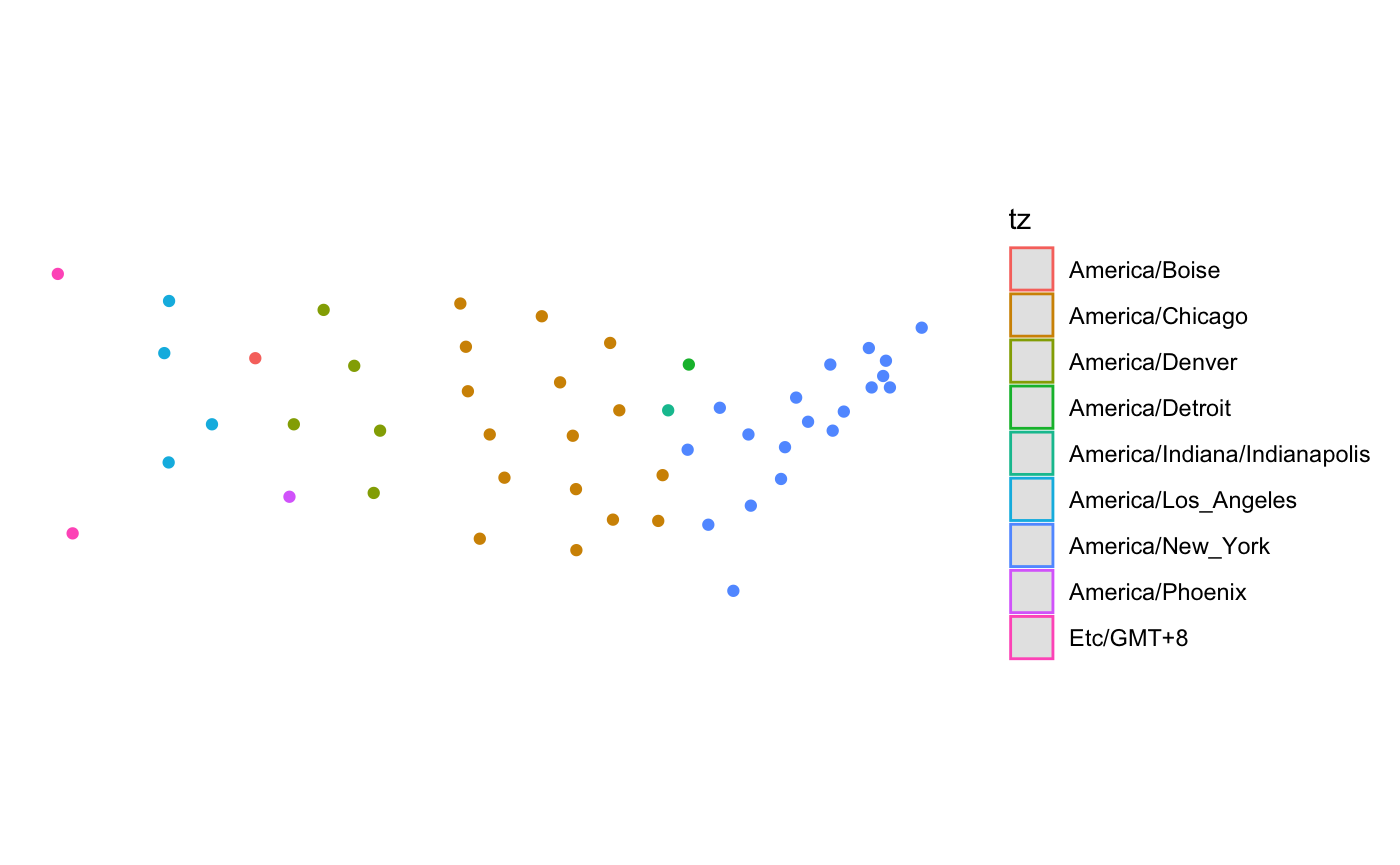 tz
America/Boise
America/Chicago
America/Denver
America/Detroit
America/Indiana/Indianapolis
America/Los_Angeles
America/New_York
America/Phoenix
Etc/GMT+8